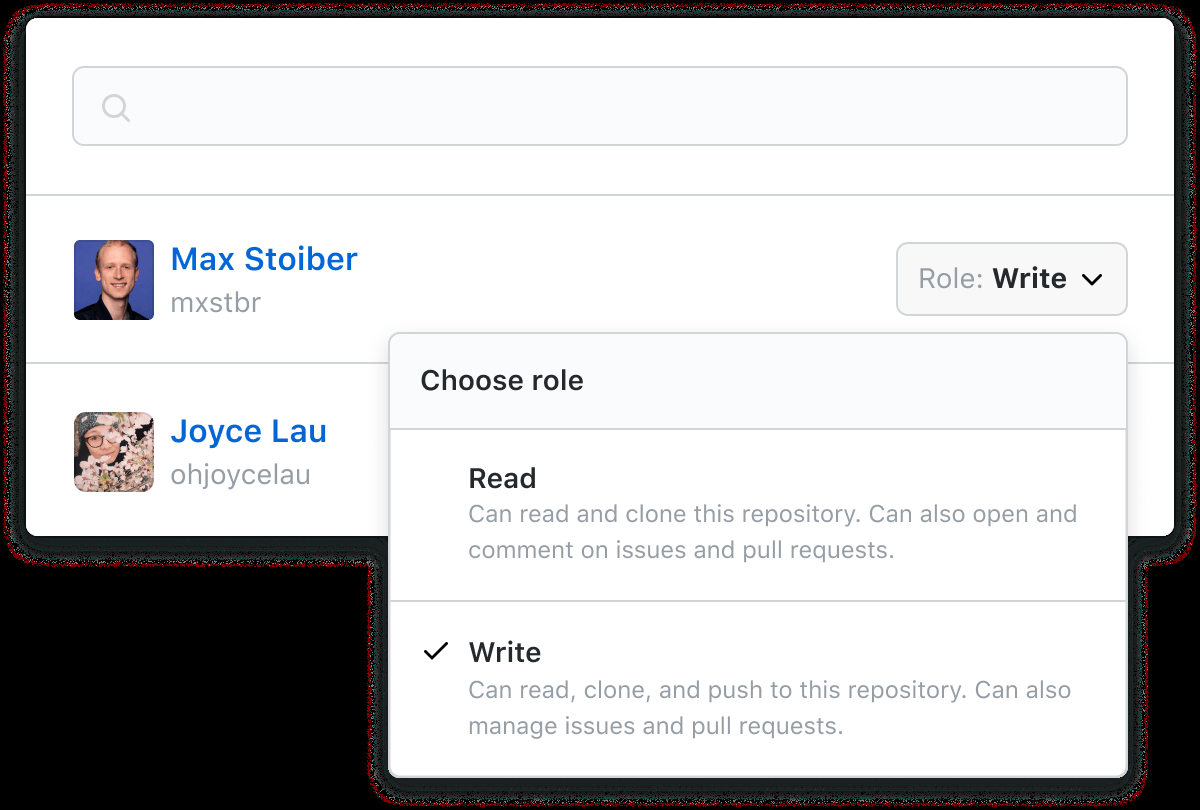 Max Stoiber
mxstbr
Role: Write
Choose role
Joyce Lau
ohjoycelau
Read
Can read and clone this repository. Can also open and
comment on issues and pull requests.
Write
Can read, clone, and push to this repository. Can also
manage issues and pull requests.